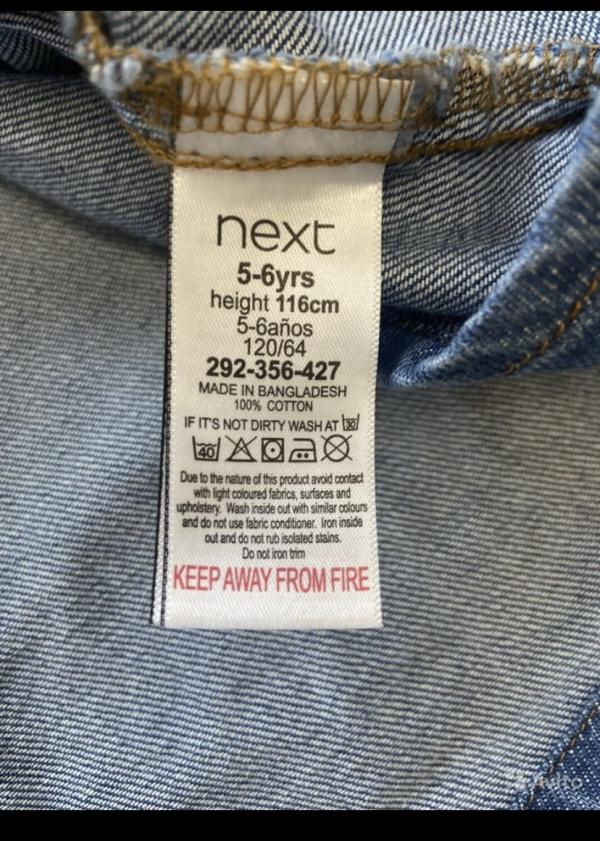 next
5-6yrs
height 116cm
5-6años
120/64
292-356-427
MADE IN BANGLADESH
100% COTTON
IF IT'S NOT DIRTY WASH AT 30
40
Due to the nature of this product avoid contact
with light coloured fabrics, surfaces and
upholstery. Wash inside out with similar colours
and do not use fabric conditioner. Iron inside
out and do not rub isolated stains.
Do not iron trim
KEEP AWAY FROM FIRE
Avito